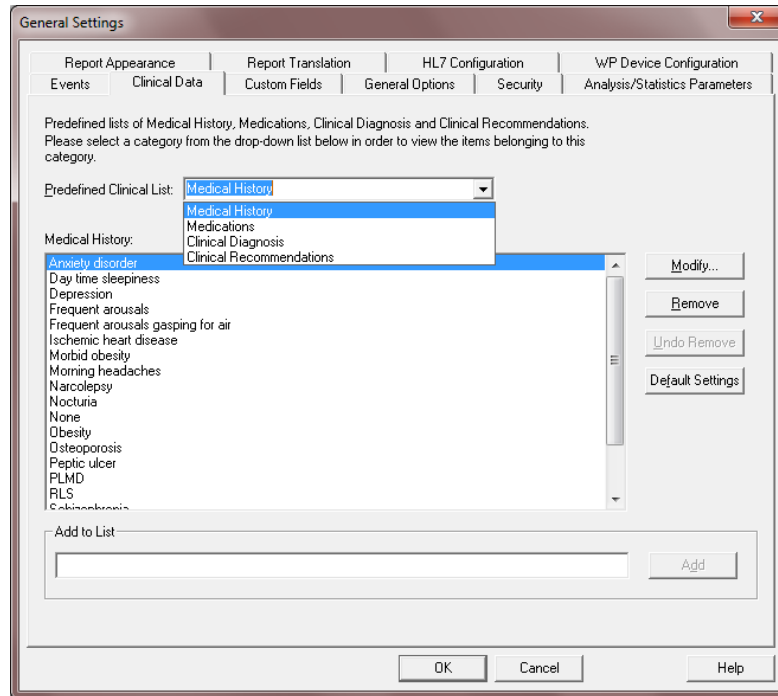 General Settings
Report Appearance Report Translation HL7 Configuration WP Device Configuration
Events Clinical Data Custom Fields General Options Security Analysis/Statistics Parameters
Predefined lists of Medical History, Medications, Clinical Diagnosis and Clinical Recommendations.
Please select a category from the drop-down list below in order to view the items belonging to this
category.
Predefined Clinical List: Medical History
Medical History
Medications
Clinical Diagnosis
Clinical Recommendations
Medical History:
Anxiety disorder
Day time sleepiness
Depression
Frequent arousals
Frequent arousals gasping for air
Ischemic heart disease
Morbid obesity
Morning headaches
Narcolepsy
Nocturia
None
Obesity
Osteoporosis
Peptic ulcer
PLMD
RLS
Schizophrenia
Modify...
Remove
Undo Remove
Default Settings
Add to List
Add
OK Cancel Help